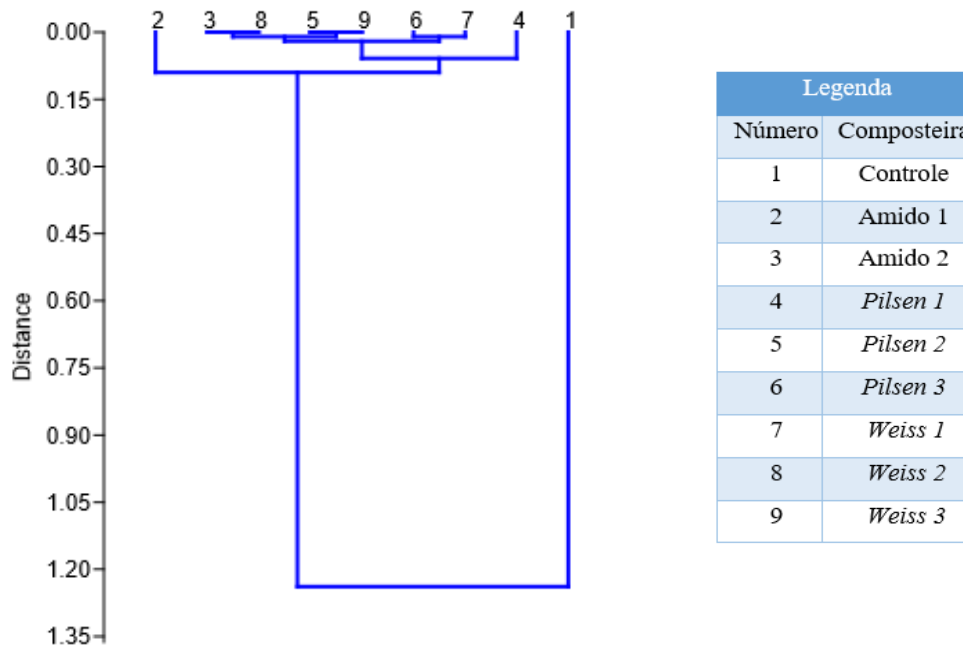 2 3 8 5 9 6 7 4 1
0.00
0.15
0.30
0.45
0.60
0.75
0.90
1.05
1.20
1.35
Distance
Legenda
Número Composteira
1 Controle
2 Amido 1
3 Amido 2
4 Pilsen 1
5 Pilsen 2
6 Pilsen 3
7 Weiss 1
8 Weiss 2
9 Weiss 3